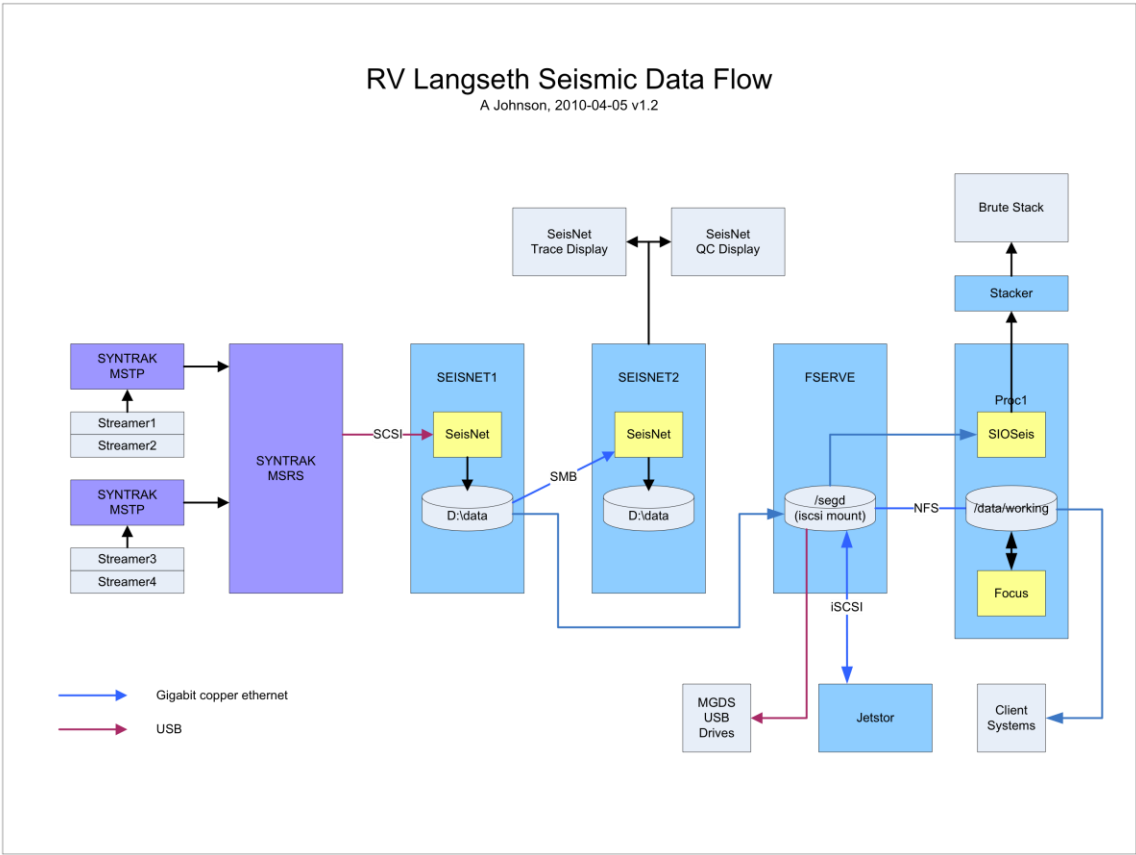 RV Langseth Seismic Data Flow
A Johnson, 2010-04-05 v1.2
Brute Stack
SeisNet
Trace Display
SeisNet
QC Display
Stacker
SYNTRAK
MSTP
Streamer1
Streamer2
SYNTRAK
MSTP
Streamer3
Streamer4
SYNTRAK
MSRS
SCSI
SEISNET1
SeisNet
D:\data
SMB
SEISNET2
SeisNet
D:\data
FSERVE
/segd
(iscsi mount)
NFS
iSCSI
Proc1
SIOSeis
/data/working
Focus
Gigabit copper ethernet
USB
MGDS
USB
Drives
Jetstor
Client
Systems